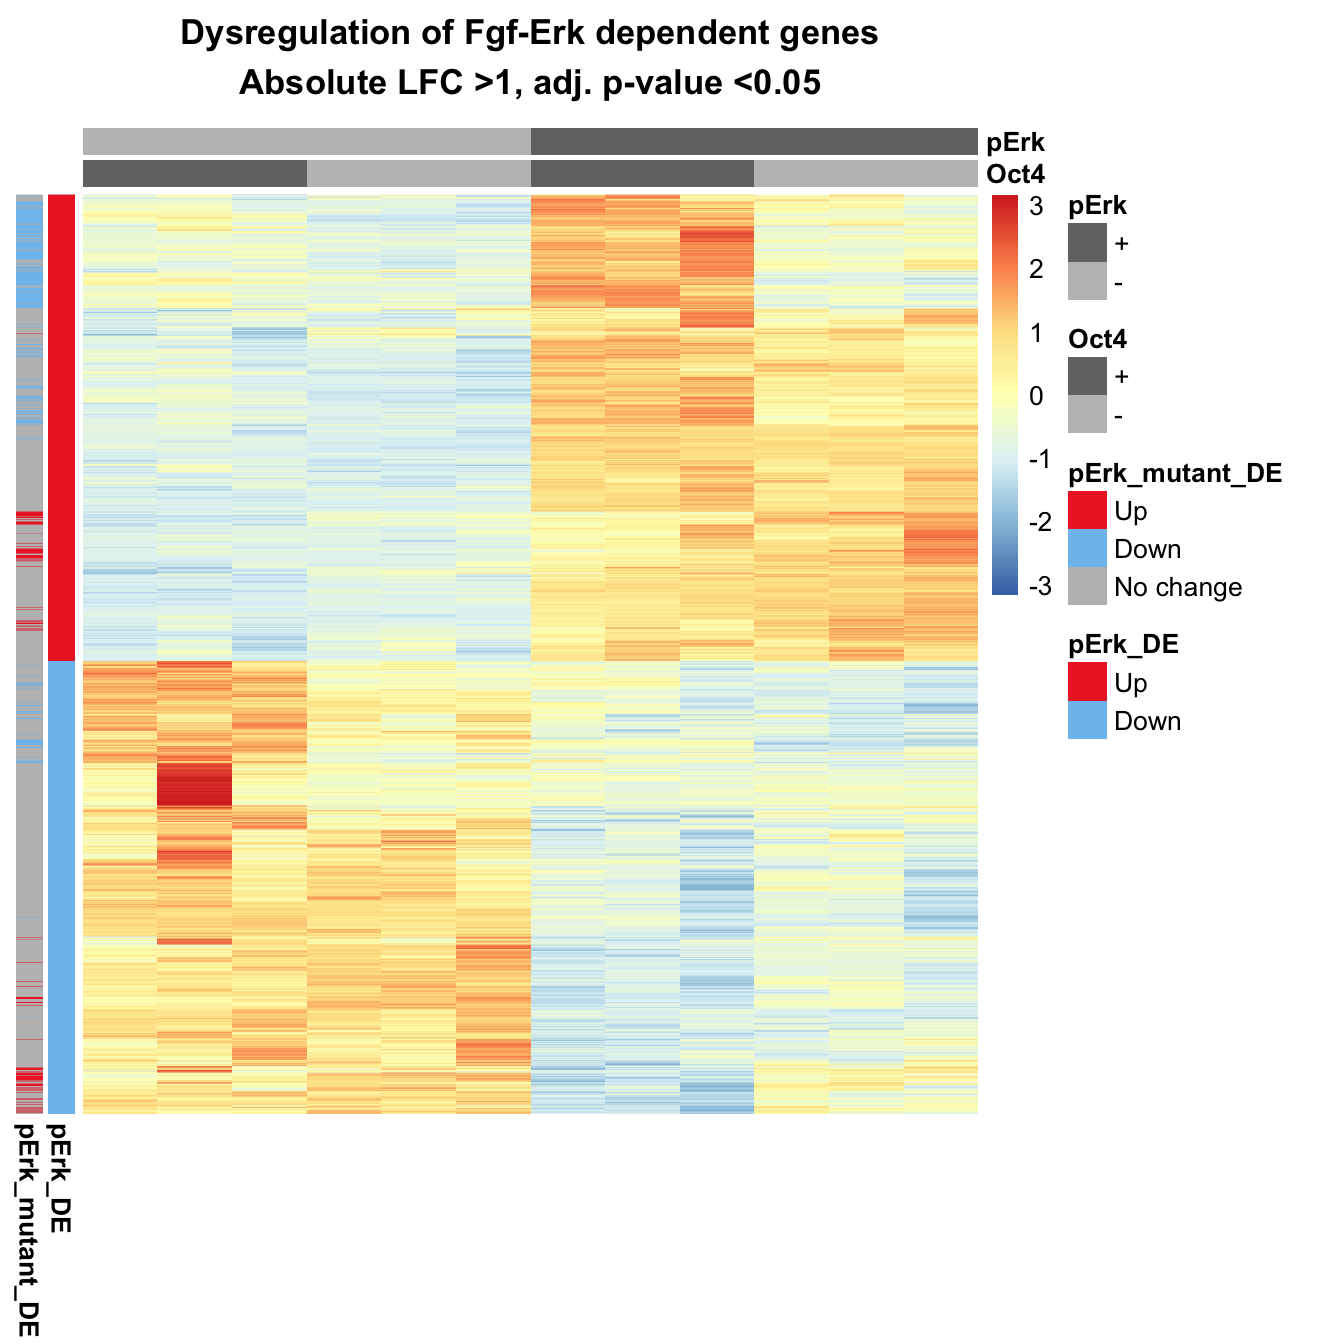 Dysregulation of Fgf-Erk dependent genes
Absolute LFC >1, adj. p-value <0.05
pErk
Oct4
3
2
1
0
-1
-2
-3
pErk
+
-
Oct4
+
-
pErk_mutant_DE
Up
Down
No change
pErk_DE
Up
Down
pErk_mutant_DE
pErk_DE